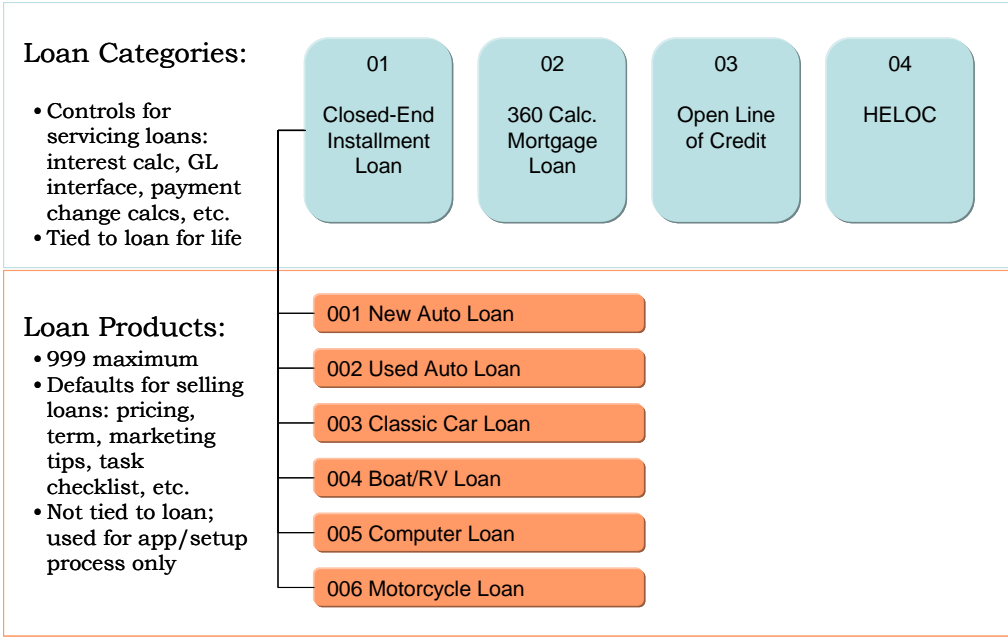 Loan Categories:
• Controls for
servicing loans:
interest calc, GL
interface, payment
change calcs, etc.
• Tied to loan for life
01
Closed-End
Installment
Loan
02
360 Calc.
Mortgage
Loan
03
Open Line
of Credit
04
HELOC
Loan Products:
• 999 maximum
• Defaults for selling
loans: pricing,
term, marketing
tips, task
checklist, etc.
• Not tied to loan;
used for app/setup
process only
001 New Auto Loan
002 Used Auto Loan
003 Classic Car Loan
004 Boat/RV Loan
005 Computer Loan
006 Motorcycle Loan